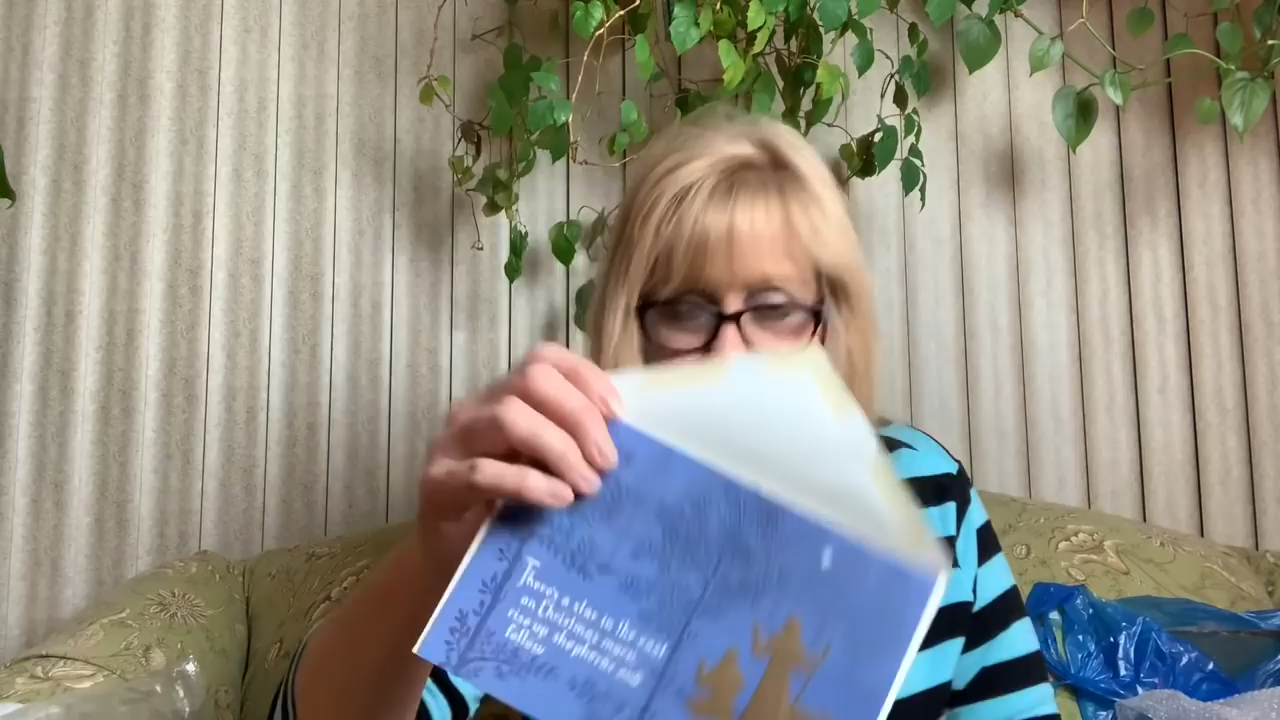 There's a star in the east
on Christmas morn,
rise up shepherds and
follow